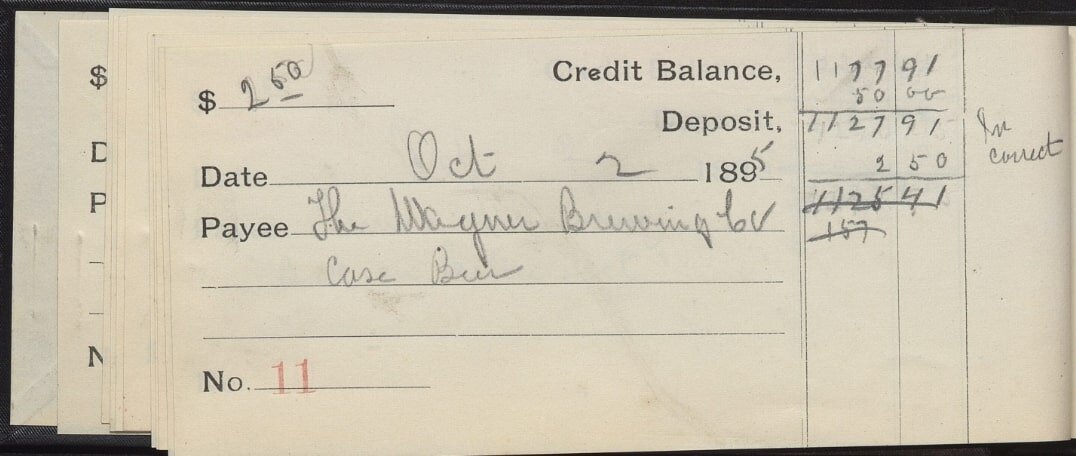 $ 2 50
Credit Balance, 1177 91
50 00
Deposit, 1127 91
In
correct
Date Oct 2 1895
2 50
1125 41
Payee The Wagner Brewing Co
157
Case Beer
No. 11
$
D
P
N